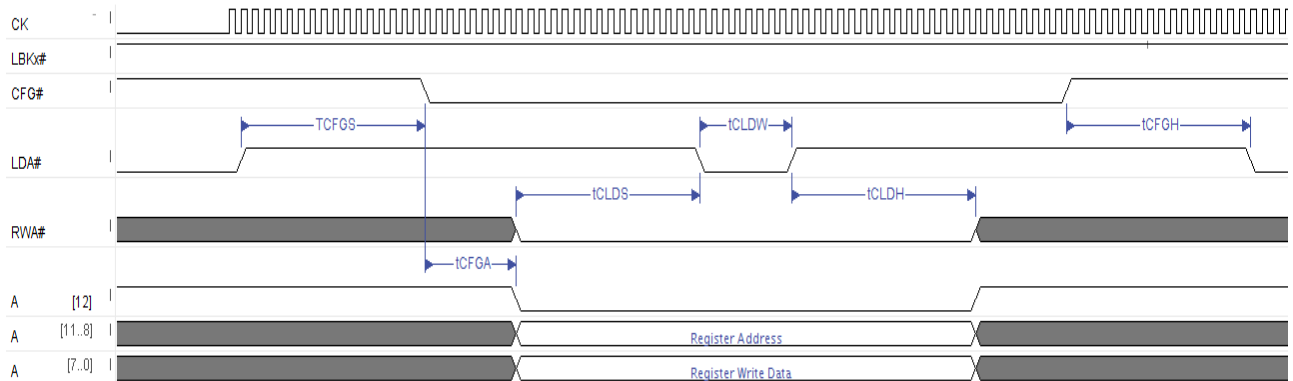 CK
LBKx#
CFG#
TCFGS tCLDW tCFGH
LDA#
tCLDS tCLDH
RWA#
tCFGA
A [12]
A [11..8] Register Address
A [7..0] Register Write Data